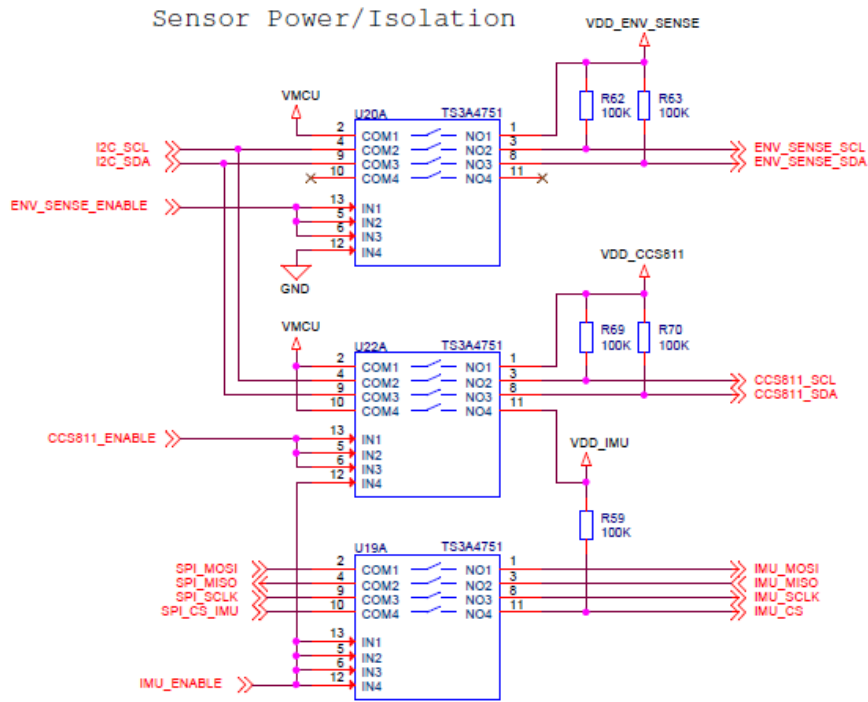 Sensor Power/Isolation
VDD_ENV_SENSE
VMCU
U20A TS3A4751
R62 R63
100K 100K
2 COM1 NO1 1
I2C_SCL 4 COM2 NO2 3 ENV_SENSE_SCL
I2C_SDA 9 COM3 NO3 8 ENV_SENSE_SDA
10 COM4 NO4 11
ENV_SENSE_ENABLE 13 IN1
5 IN2
6 IN3
12 IN4
GND
VDD_CCS811
VMCU
U22A TS3A4751
R69 R70
100K 100K
2 COM1 NO1 1
4 COM2 NO2 3 CCS811_SCL
9 COM3 NO3 8 CCS811_SDA
10 COM4 NO4 11
CCS811_ENABLE 13 IN1
5 IN2
6 IN3
12 IN4
VDD_IMU
R59
100K
U19A TS3A4751
SPI_MOSI 2 COM1 NO1 1 IMU_MOSI
SPI_MISO 4 COM2 NO2 3 IMU_MISO
SPI_SCLK 9 COM3 NO3 8 IMU_SCLK
SPI_CS_IMU 10 COM4 NO4 11 IMU_CS
13 IN1
5 IN2
6 IN3
IMU_ENABLE 12 IN4